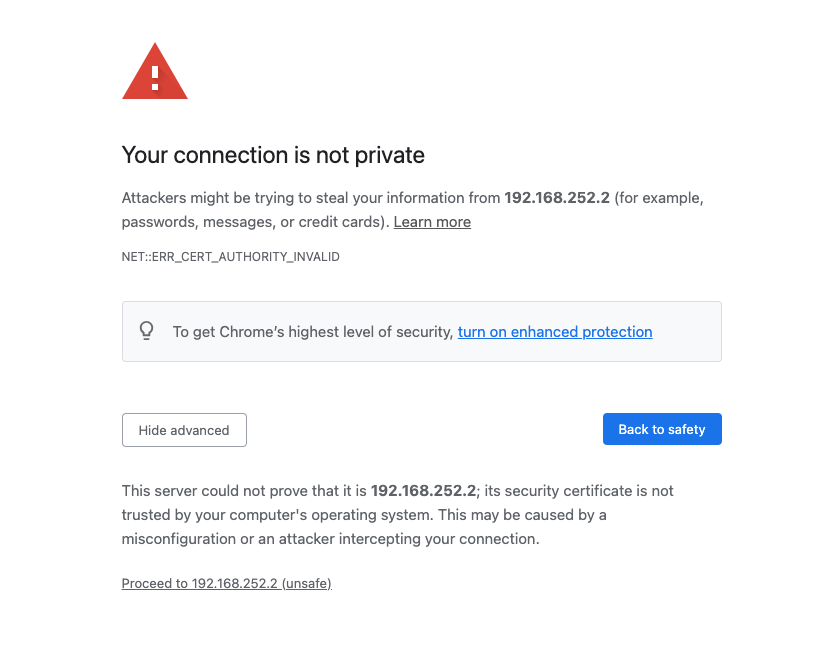 Your connection is not private
Attackers might be trying to steal your information from 192.168.252.2 (for example,
passwords, messages, or credit cards). Learn more
NET::ERR_CERT_AUTHORITY_INVALID
To get Chrome’s highest level of security, turn on enhanced protection
Hide advanced
Back to safety
This server could not prove that it is 192.168.252.2; its security certificate is not
trusted by your computer's operating system. This may be caused by a
misconfiguration or an attacker intercepting your connection.
Proceed to 192.168.252.2 (unsafe)